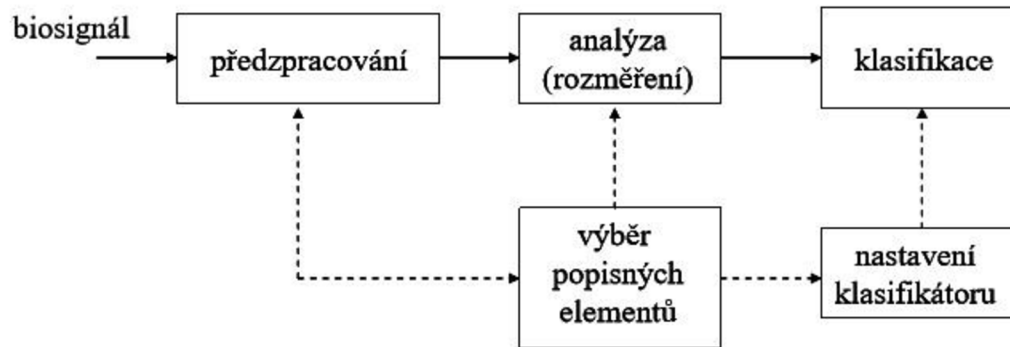 biosignál
předzpracování
analýza
(rozměření)
klasifikace
výběr
popisných
elementů
nastavení
klasifikátoru